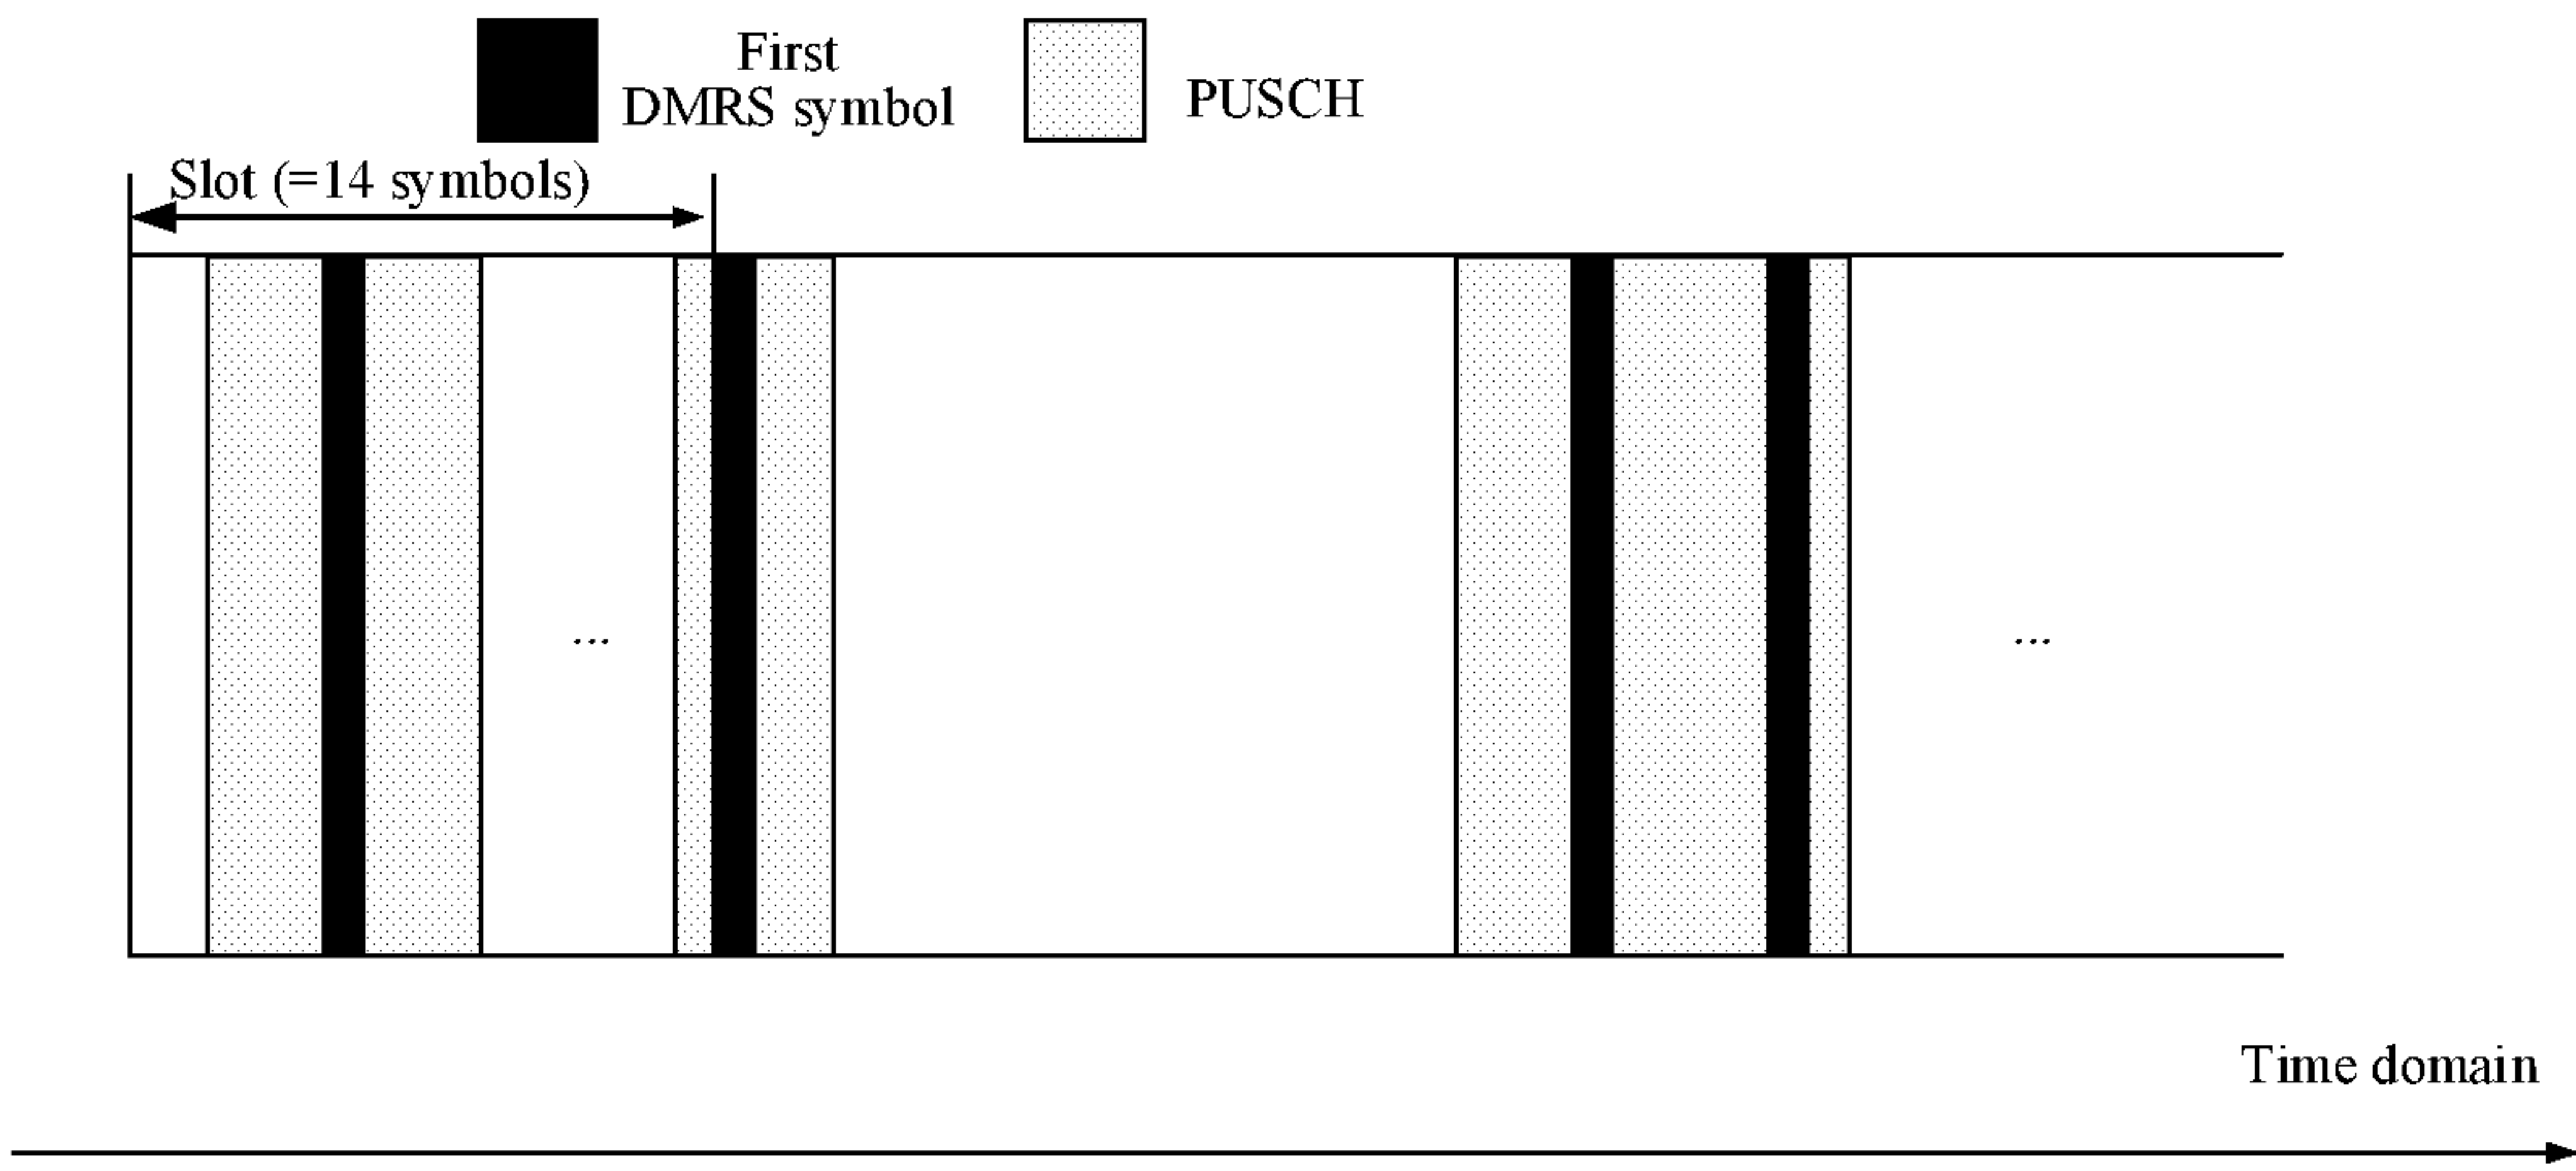 First
DMRS symbol
PUSCH
Slot (=14 symbols)
...
...
Time domain